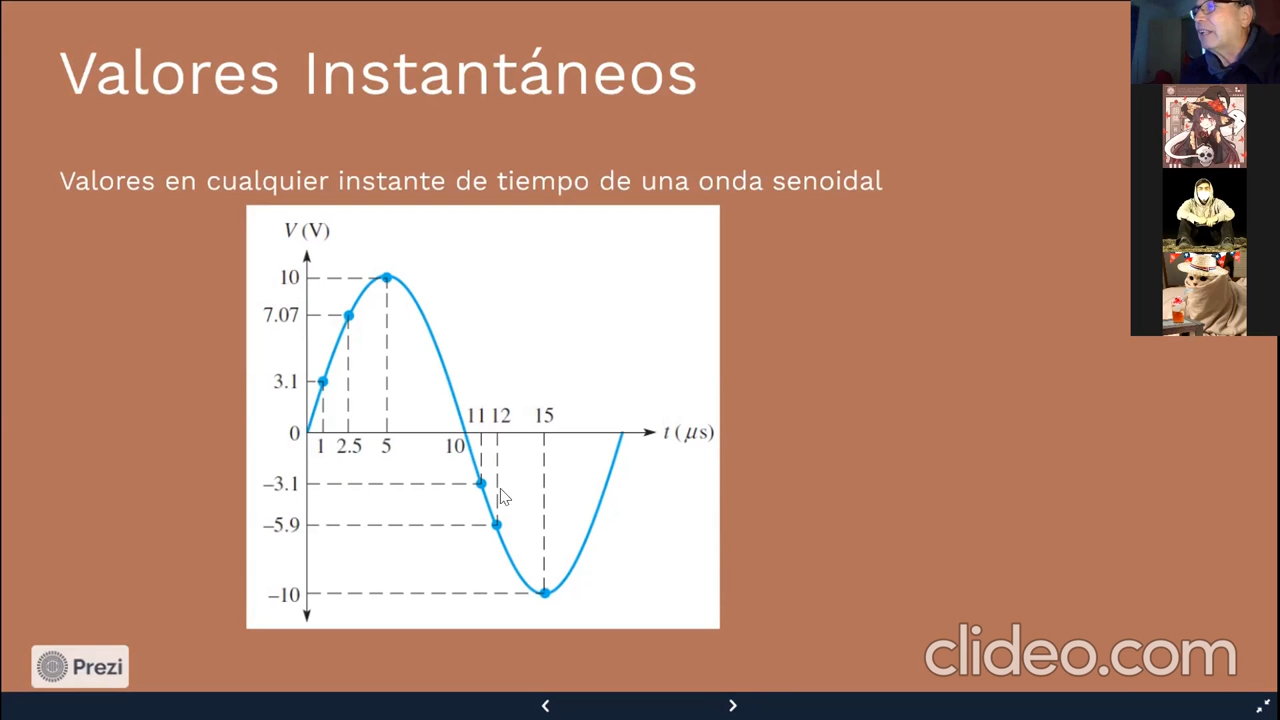 Valores Instantáneos
Valores en cualquier instante de tiempo de una onda senoidal
V (V)
10
7.07
3.1
11 12 15
0
t (μs)
1 2.5 5 10
−3.1
−5.9
−10
Prezi
clideo.com